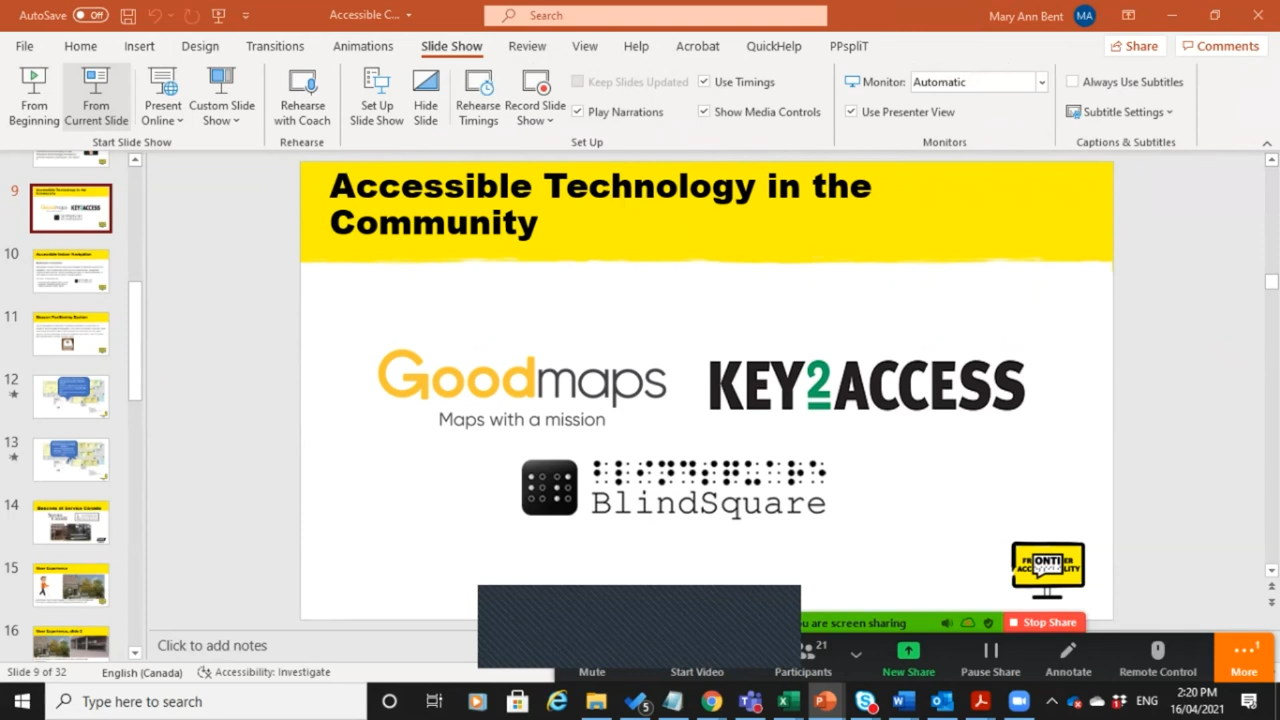 AutoSave Off Accessible C... Search Mary Ann Bent MA
File Home Insert Design Transitions Animations Slide Show Review View Help Acrobat QuickHelp PPspliT Share Comments
From Beginning
From Current Slide
Present Online
Custom Slide Show
Rehearse with Coach
Set Up Slide Show
Hide Slide
Rehearse Timings
Record Slide Show
Keep Slides Updated
Play Narrations
Use Timings
Show Media Controls
Monitor: Automatic
Use Presenter View
Always Use Subtitles
Subtitle Settings
Start Slide Show Rehearse Set Up Monitors Captions & Subtitles
9
10
11
12
13
14
15
16
Accessible Technology in the
Community
Goodmaps
Maps with a mission
KEY2ACCESS
BlindSquare
FRONTIER
ACCESSIBILITY
Click to add notes
are screen sharing Stop Share
21
1
Mute Start Video Participants New Share Pause Share Annotate Remote Control More
Slide 9 of 32 English (Canada) Accessibility: Investigate
Type here to search
5
ENG
2:20 PM
16/04/2021